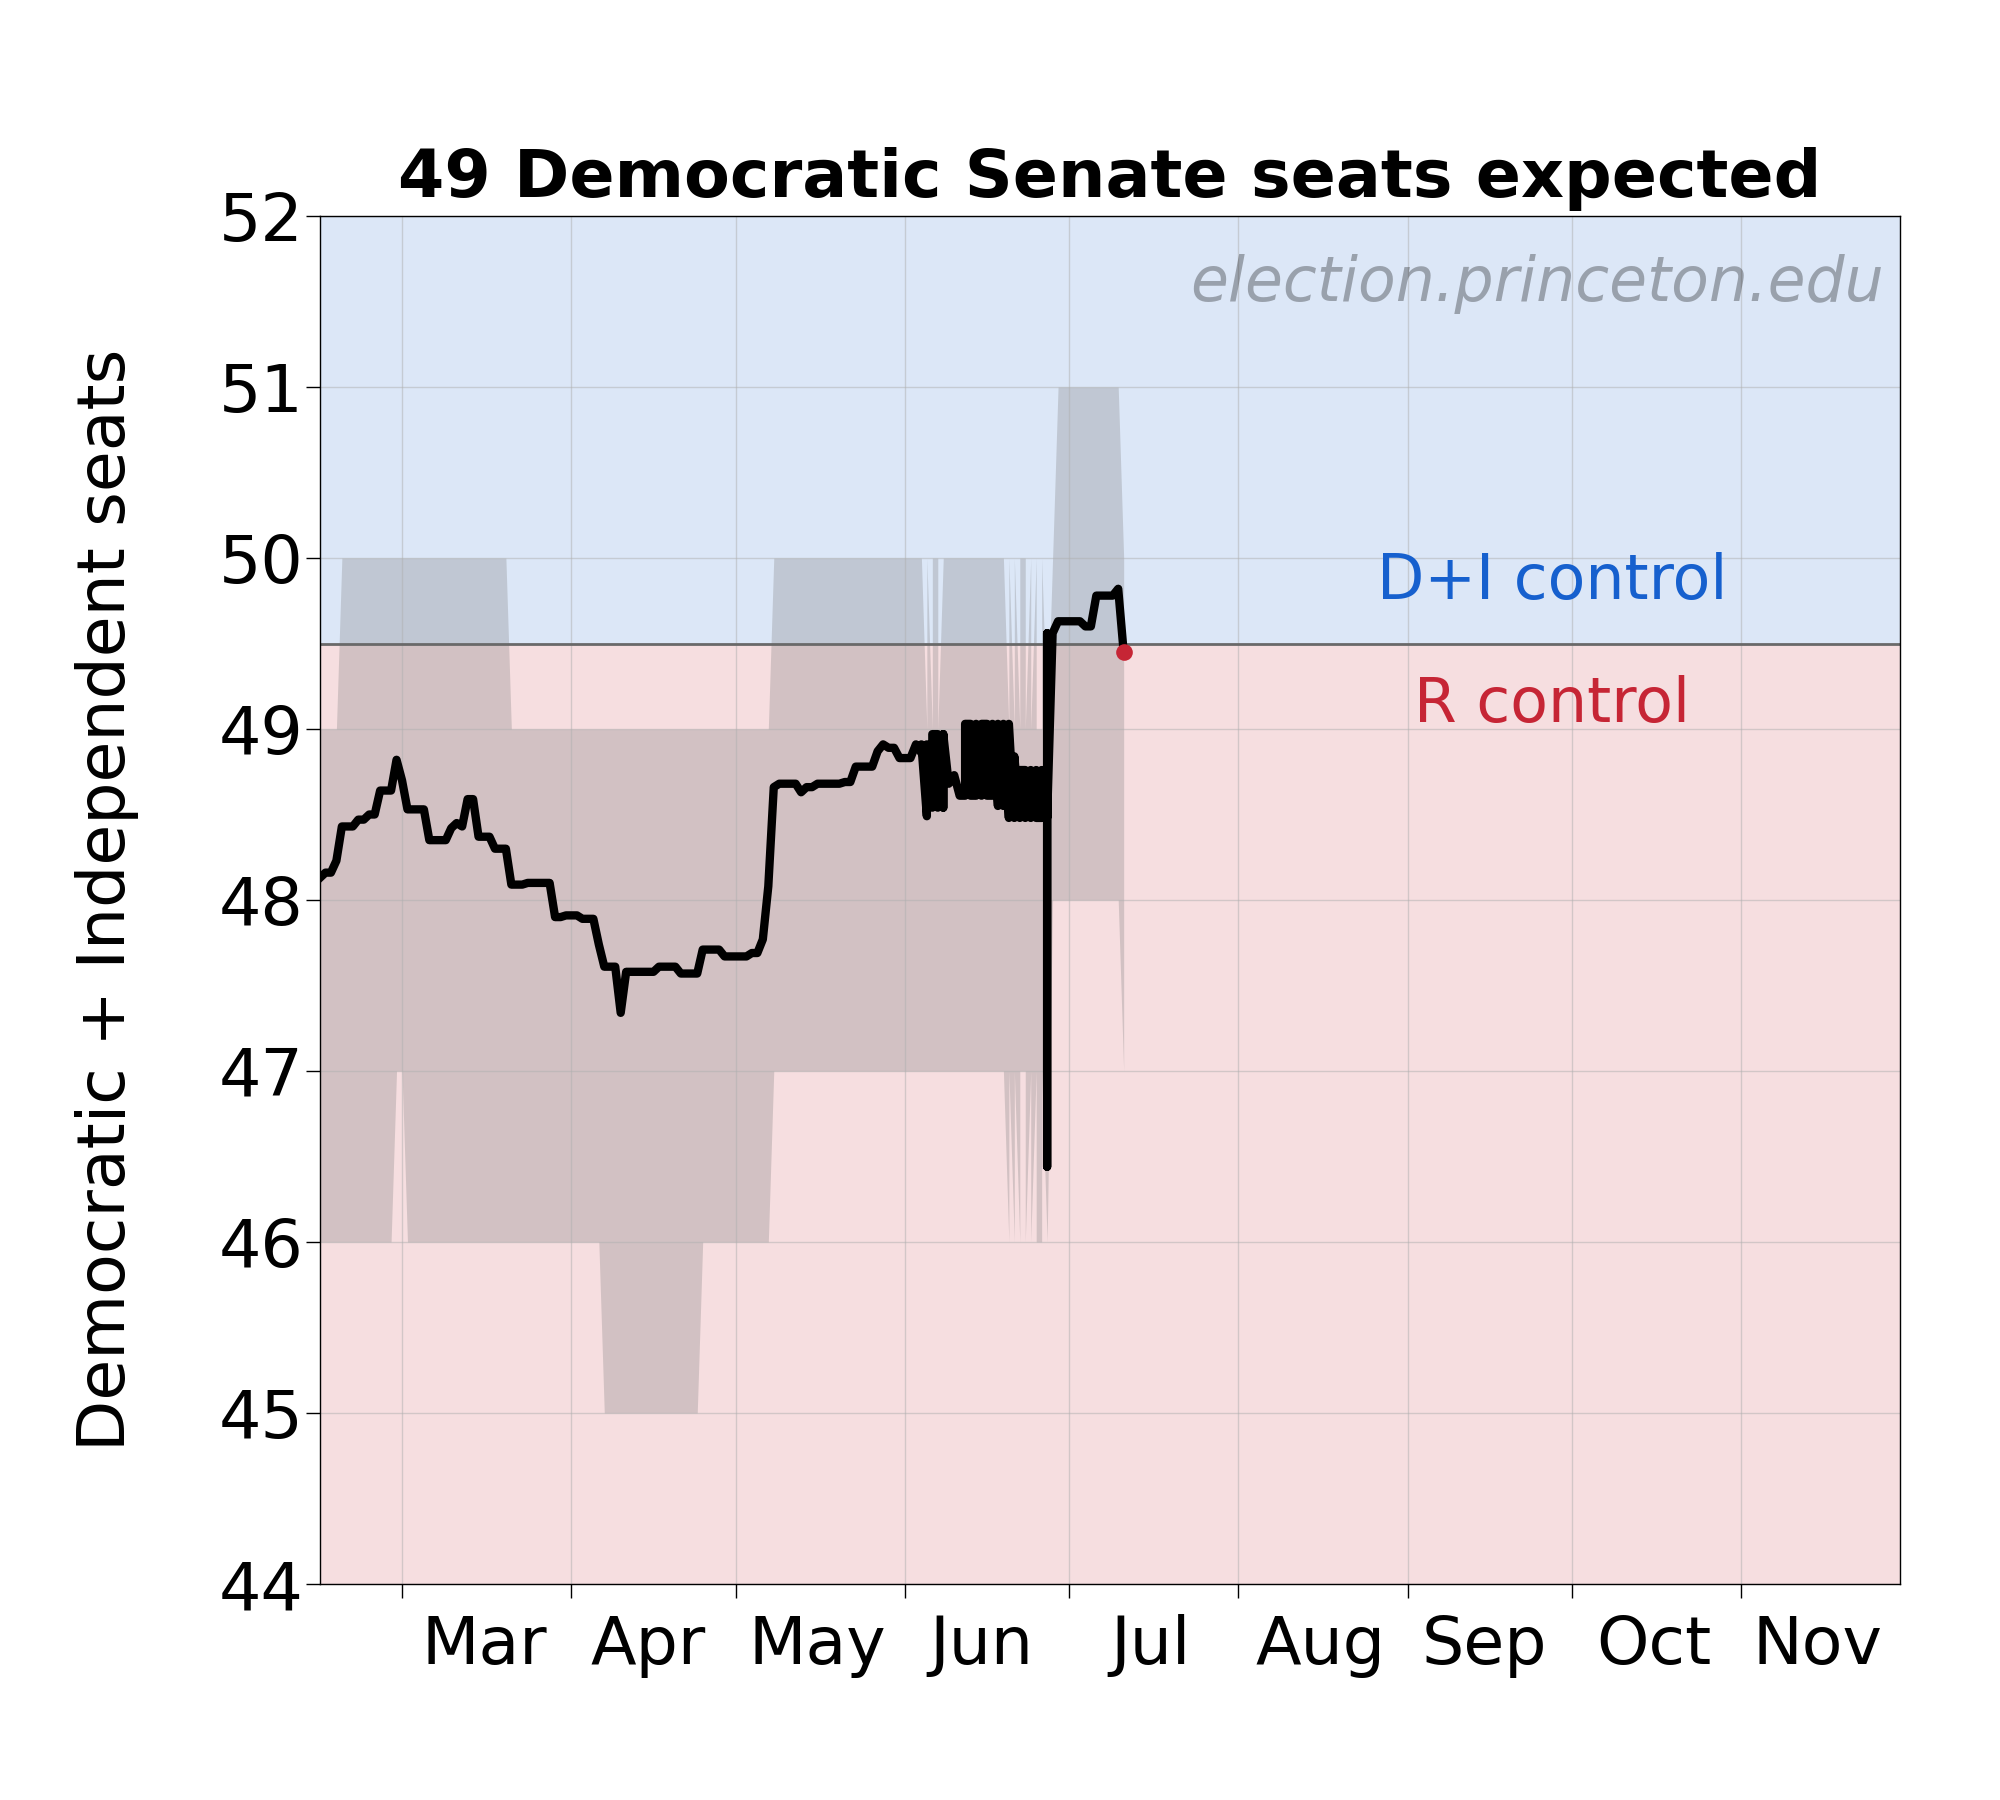 49 Democratic Senate seats expected
52
election.princeton.edu
51
50
D+I control
R control
49
48
47
46
45
44
Democratic + Independent seats
Mar Apr May Jun Jul Aug Sep Oct Nov